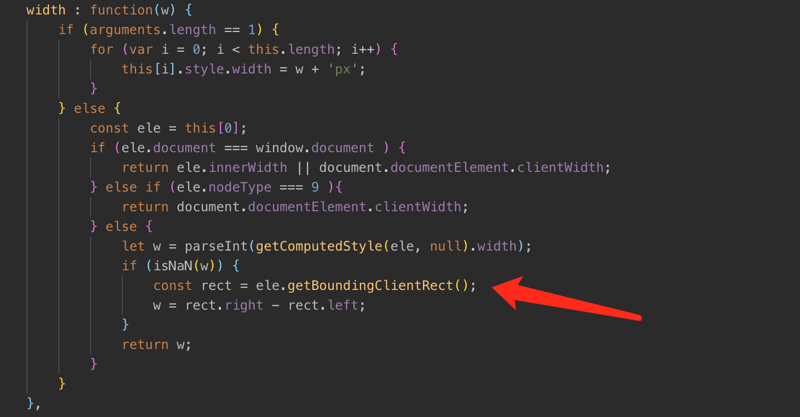 width : function(w) {
if (arguments.length == 1) {
for (var i = 0; i < this.length; i++) {
this[i].style.width = w + 'px';
}
} else {
const ele = this[0];
if (ele.document === window.document ) {
return ele.innerWidth || document.documentElement.clientWidth;
} else if (ele.nodeType === 9 ){
return document.documentElement.clientWidth;
} else {
let w = parseInt(getComputedStyle(ele, null).width);
if (isNaN(w)) {
const rect = ele.getBoundingClientRect();
w = rect.right - rect.left;
}
return w;
}
}
},